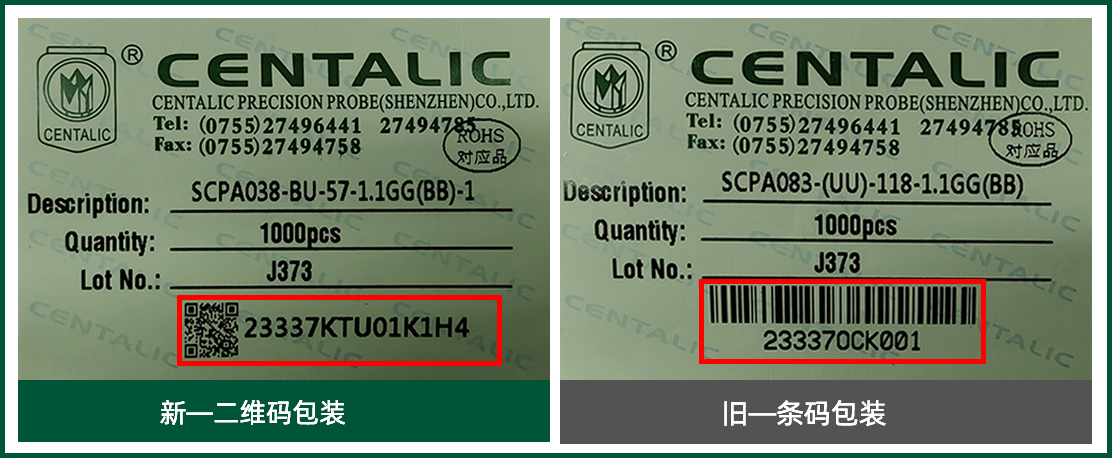 CENTALIC
®
CENTALIC
CENTALIC PRECISION PROBE(SHENZHEN)CO.,LTD.
Tel: (0755)27496441 27494785
Fax: (0755)27494758
ROHS
对应品
Description: SCPA038-BU-57-1.1GG(BB)-1
Quantity: 1000pcs
Lot No.: J373
23337KTU01K1H4
新—二维码包装
CENTALIC
®
CENTALIC
CENTALIC PRECISION PROBE(SHENZHEN)CO.,LTD.
Tel: (0755)27496441 27494785
Fax: (0755)27494758
ROHS
对应品
Description: SCPA083-(UU)-118-1.1GG(BB)
Quantity: 1000pcs
Lot No.: J373
233370CK001
旧—条码包装